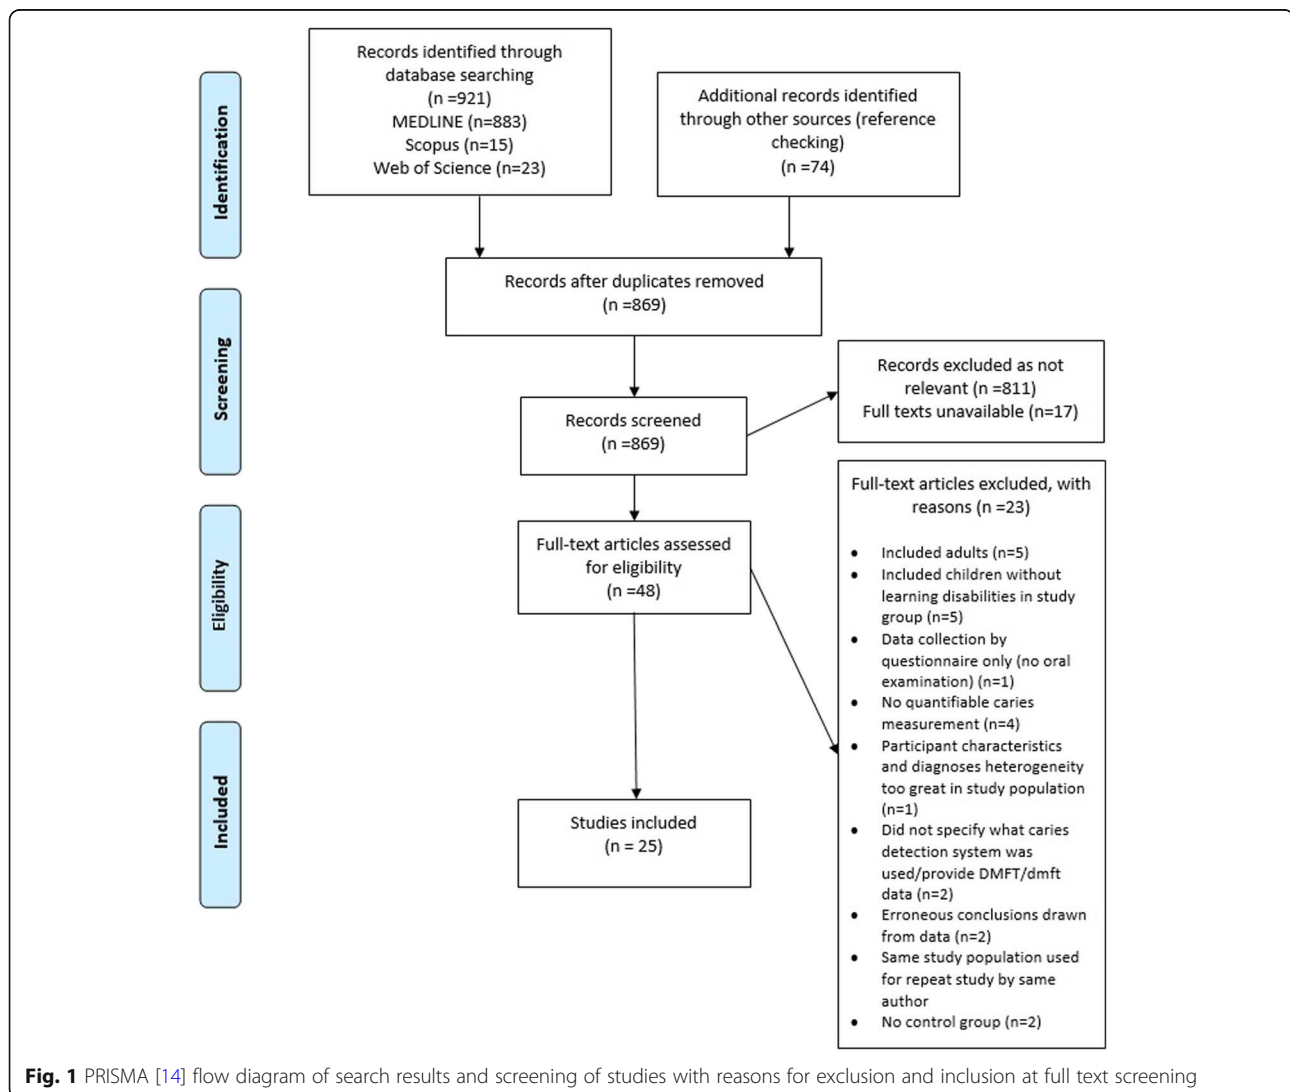 Identification
Records identified through
database searching
(n =921)
MEDLINE (n=883)
Scopus (n=15)
Web of Science (n=23)
Additional records identified
through other sources (reference
checking)
(n =74)
Records after duplicates removed
(n =869)
Screening
Records screened
(n =869)
Records excluded as not
relevant (n =811)
Full texts unavailable (n=17)
Eligibility
Full-text articles assessed
for eligibility
(n =48)
Full-text articles excluded, with
reasons (n =23)
• Included adults (n=5)
• Included children without
learning disabilities in study
group (n=5)
• Data collection by
questionnaire only (no oral
examination) (n=1)
• No quantifiable caries
measurement (n=4)
• Participant characteristics
and diagnoses heterogeneity
too great in study population
(n=1)
• Did not specify what caries
detection system was
used/provide DMFT/dmft
data (n=2)
• Erroneous conclusions drawn
from data (n=2)
• Same study population used
for repeat study by same
author
• No control group (n=2)
Included
Studies included
(n = 25)
Fig. 1 PRISMA [14] flow diagram of search results and screening of studies with reasons for exclusion and inclusion at full text screening